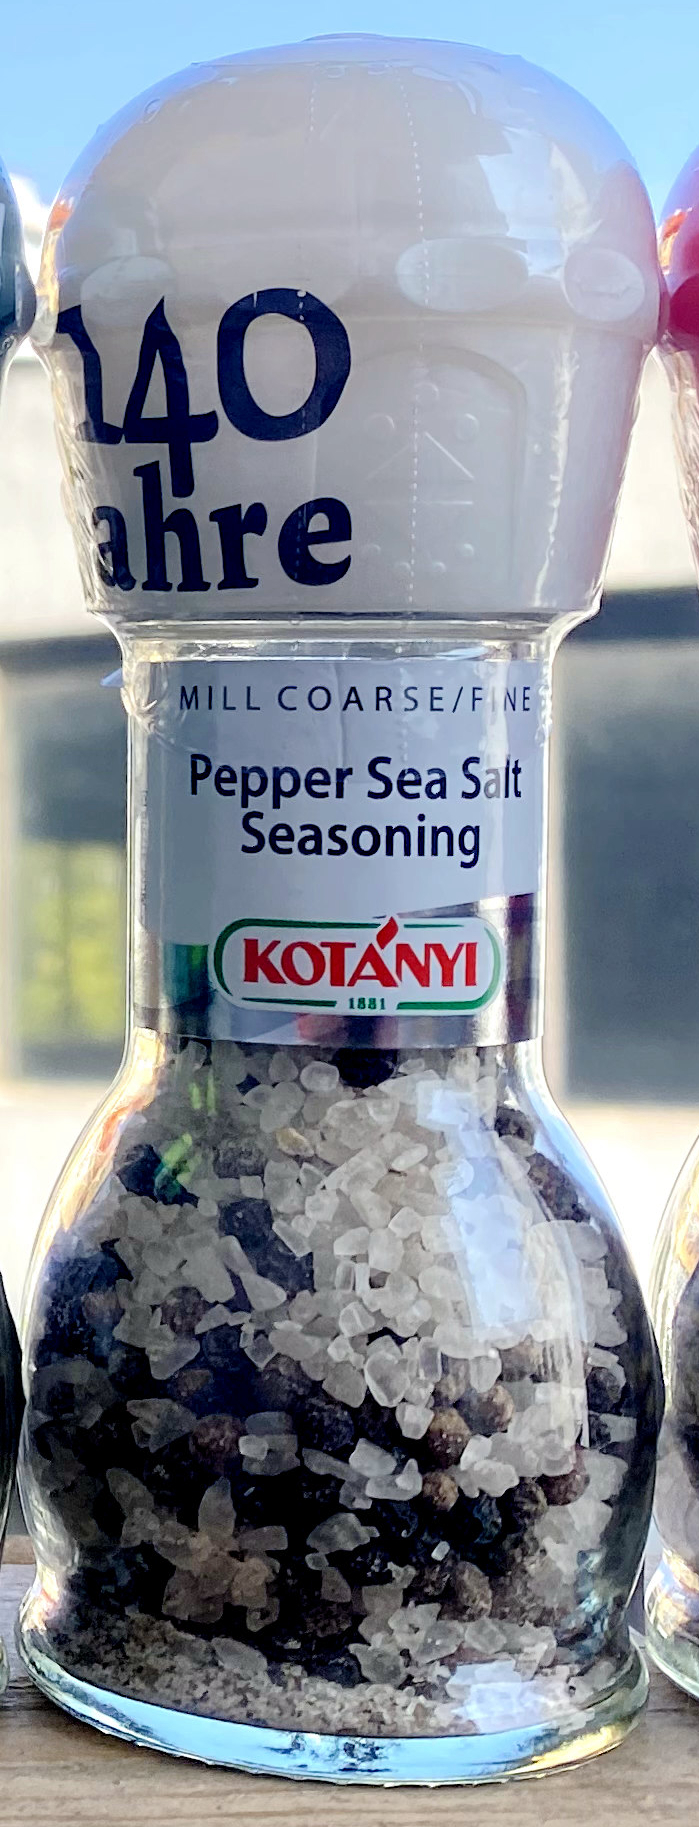 140
ahre
MILL COARSE/FINE
Pepper Sea Salt
Seasoning
KOTÁNYI
1881